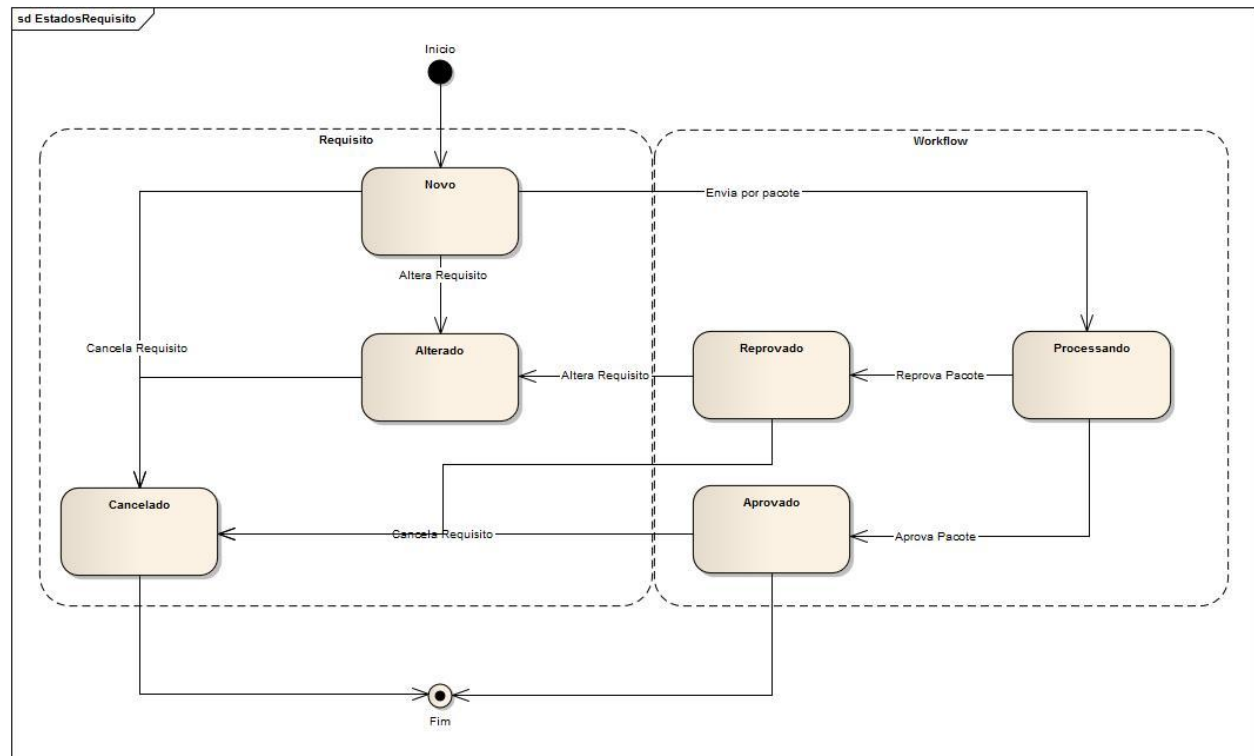 sd EstadosRequisito
Inicio
Requisito
Workflow
Novo
Envia por pacote
Altera Requisito
Cancela Requisito
Alterado
Altera Requisito
Reprovado
Reprova Pacote
Processando
Cancelado
Cancela Requisito
Aprovado
Aprova Pacote
Fim